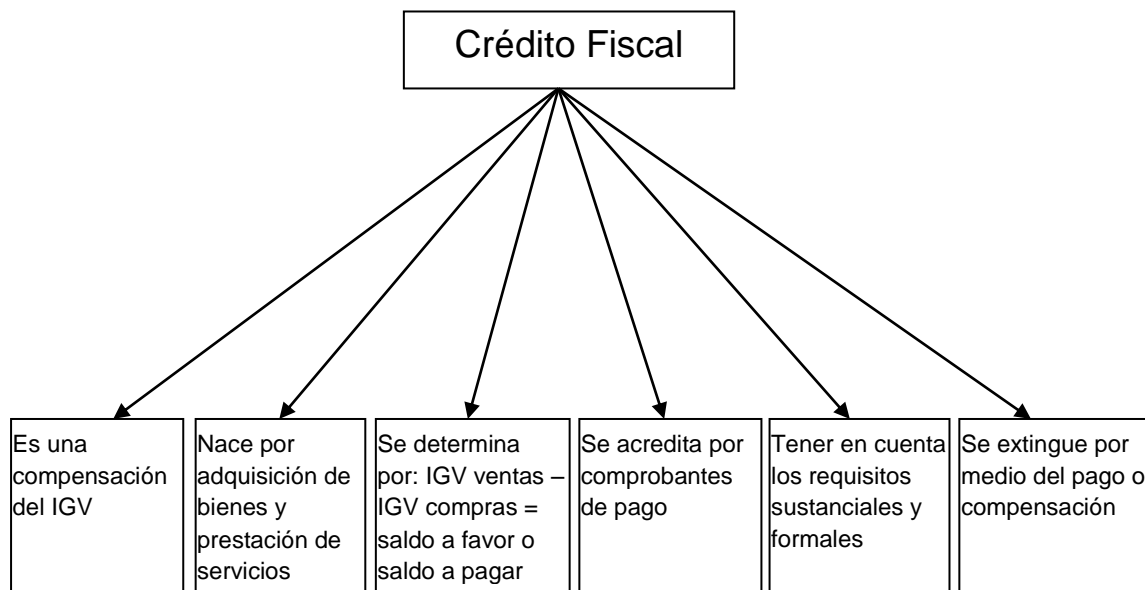 Crédito Fiscal
Es una
compensación
del IGV
Nace por
adquisición de
bienes y
prestación de
servicios
Se determina
por: IGV ventas –
IGV compras =
saldo a favor o
saldo a pagar
Se acredita por
comprobantes
de pago
Tener en cuenta
los requisitos
sustanciales y
formales
Se extingue por
medio del pago o
compensación